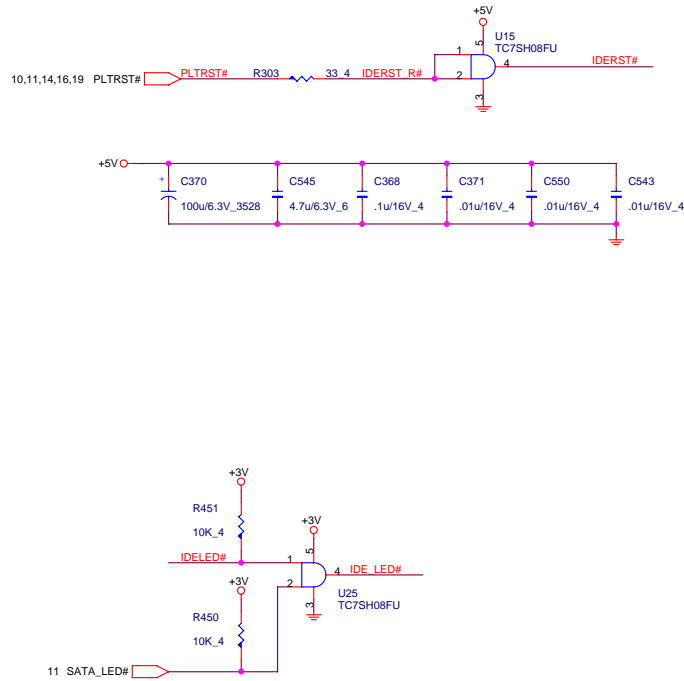 +5V
U15
TC7SH08FU
5
1
2
4
3
IDERST#
10,11,14,16,19 PLTRST#
PLTRST#
R303
33_4
IDERST_R#
+5V
+
C370
C545
C368
C371
C550
C543
100u/6.3V_3528
4.7u/6.3V_6
.1u/16V_4
.01u/16V_4
.01u/16V_4
.01u/16V_4
+3V
R451
10K_4
+3V
5
IDELED#
1
2
4
3
IDE_LED#
U25
TC7SH08FU
+3V
R450
10K_4
11 SATA_LED#